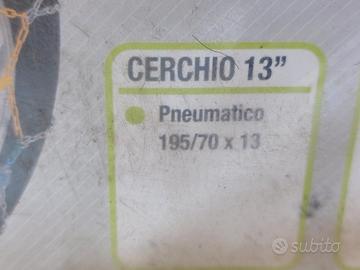 CERCHIO 13”
Pneumatico
195/70 x 13
subito